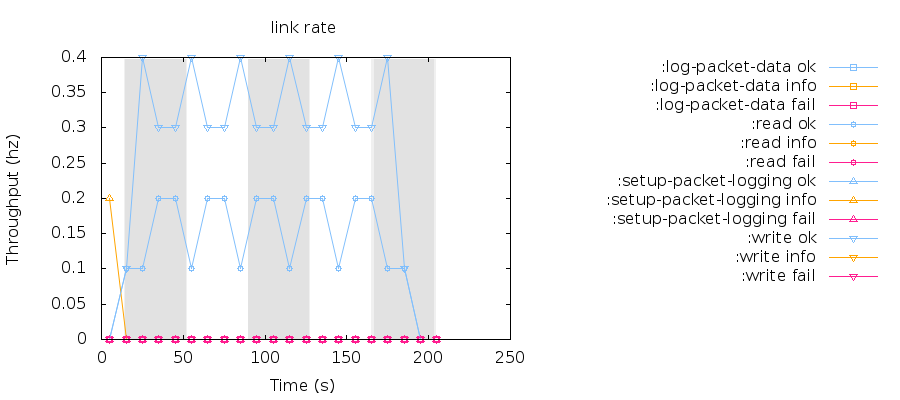 link rate
0.4
0.35
0.3
0.25
0.2
0.15
0.1
0.05
0
Throughput (hz)
0 50 100 150 200 250
Time (s)
:log-packet-data ok
:log-packet-data info
:log-packet-data fail
:read ok
:read info
:read fail
:setup-packet-logging ok
:setup-packet-logging info
:setup-packet-logging fail
:write ok
:write info
:write fail